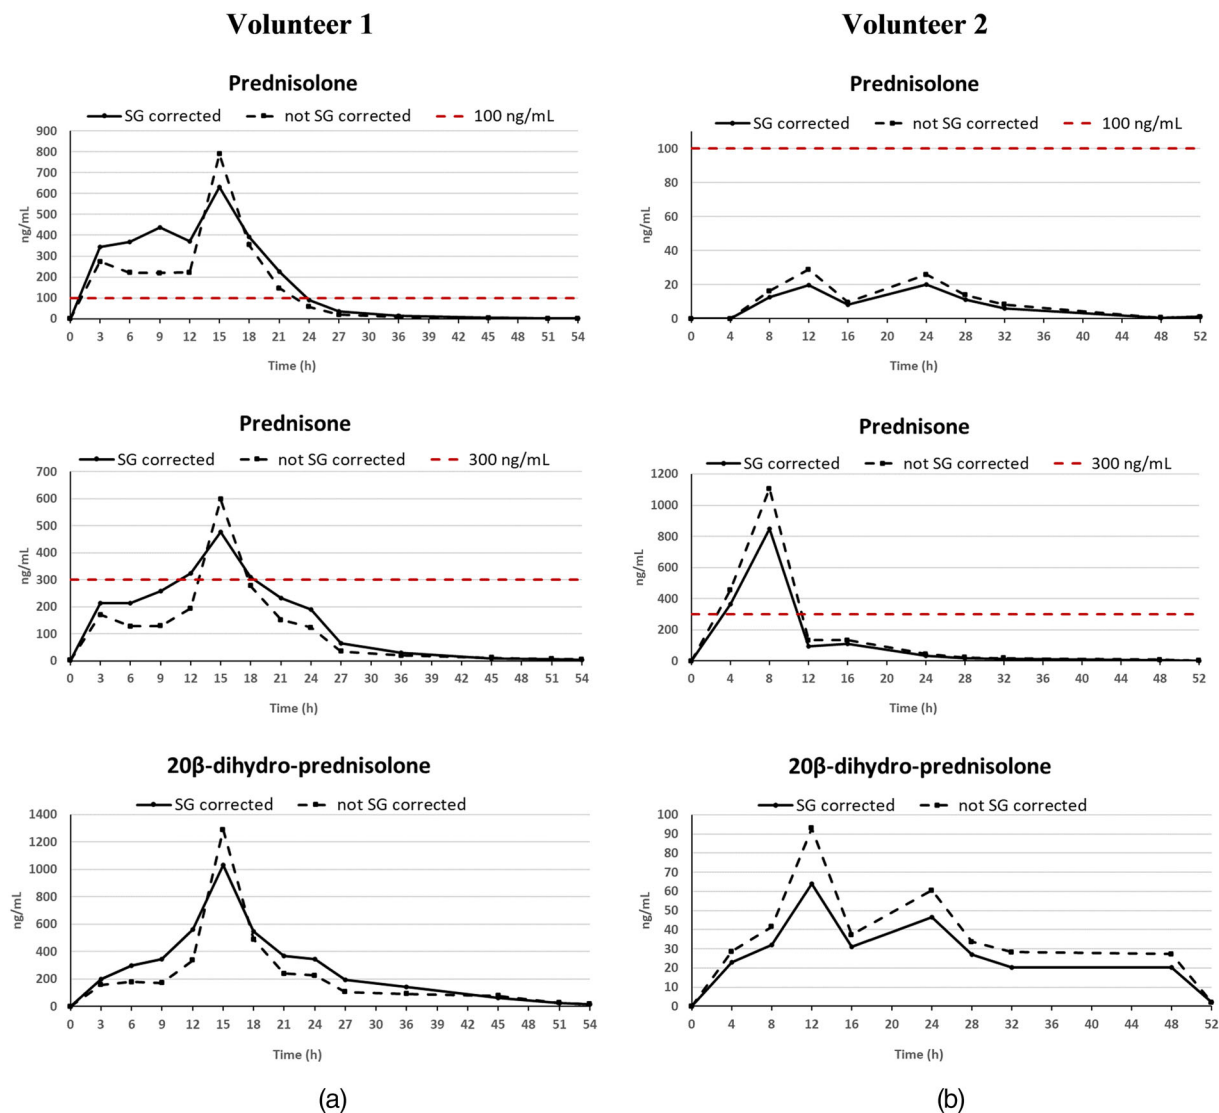 Volunteer 1
Prednisolone
SG corrected not SG corrected 100 ng/mL
900
800
700
600
500
400
300
200
100
0
ng/mL
0 3 6 9 12 15 18 21 24 27 30 36 39 42 45 51 54
Time (h)
Prednisone
SG corrected not SG corrected 300 ng/mL
700
600
500
400
300
200
100
0
ng/mL
0 3 6 9 12 15 18 21 24 27 30 36 39 42 45 51 54
Time (h)
20β-dihydro-prednisolone
SG corrected not SG corrected
1400
1200
1000
800
600
400
200
0
ng/mL
0 3 6 9 12 15 18 21 24 27 30 36 39 42 45 51 54
Time (h)
(a)
Volunteer 2
Prednisolone
SG corrected not SG corrected 100 ng/mL
100
80
60
40
20
0
ng/mL
0 4 8 12 16 20 24 28 32 36 40 44 48 52
Time (h)
Prednisone
SG corrected not SG corrected 300 ng/mL
1200
1000
800
600
400
200
0
ng/mL
0 4 8 12 16 20 24 28 32 36 40 44 48 52
Time (h)
20β-dihydro-prednisolone
SG corrected not SG corrected
100
90
80
70
60
50
40
30
20
10
0
ng/mL
0 4 8 12 16 20 24 28 32 36 40 44 48 52
Time (h)
(b)